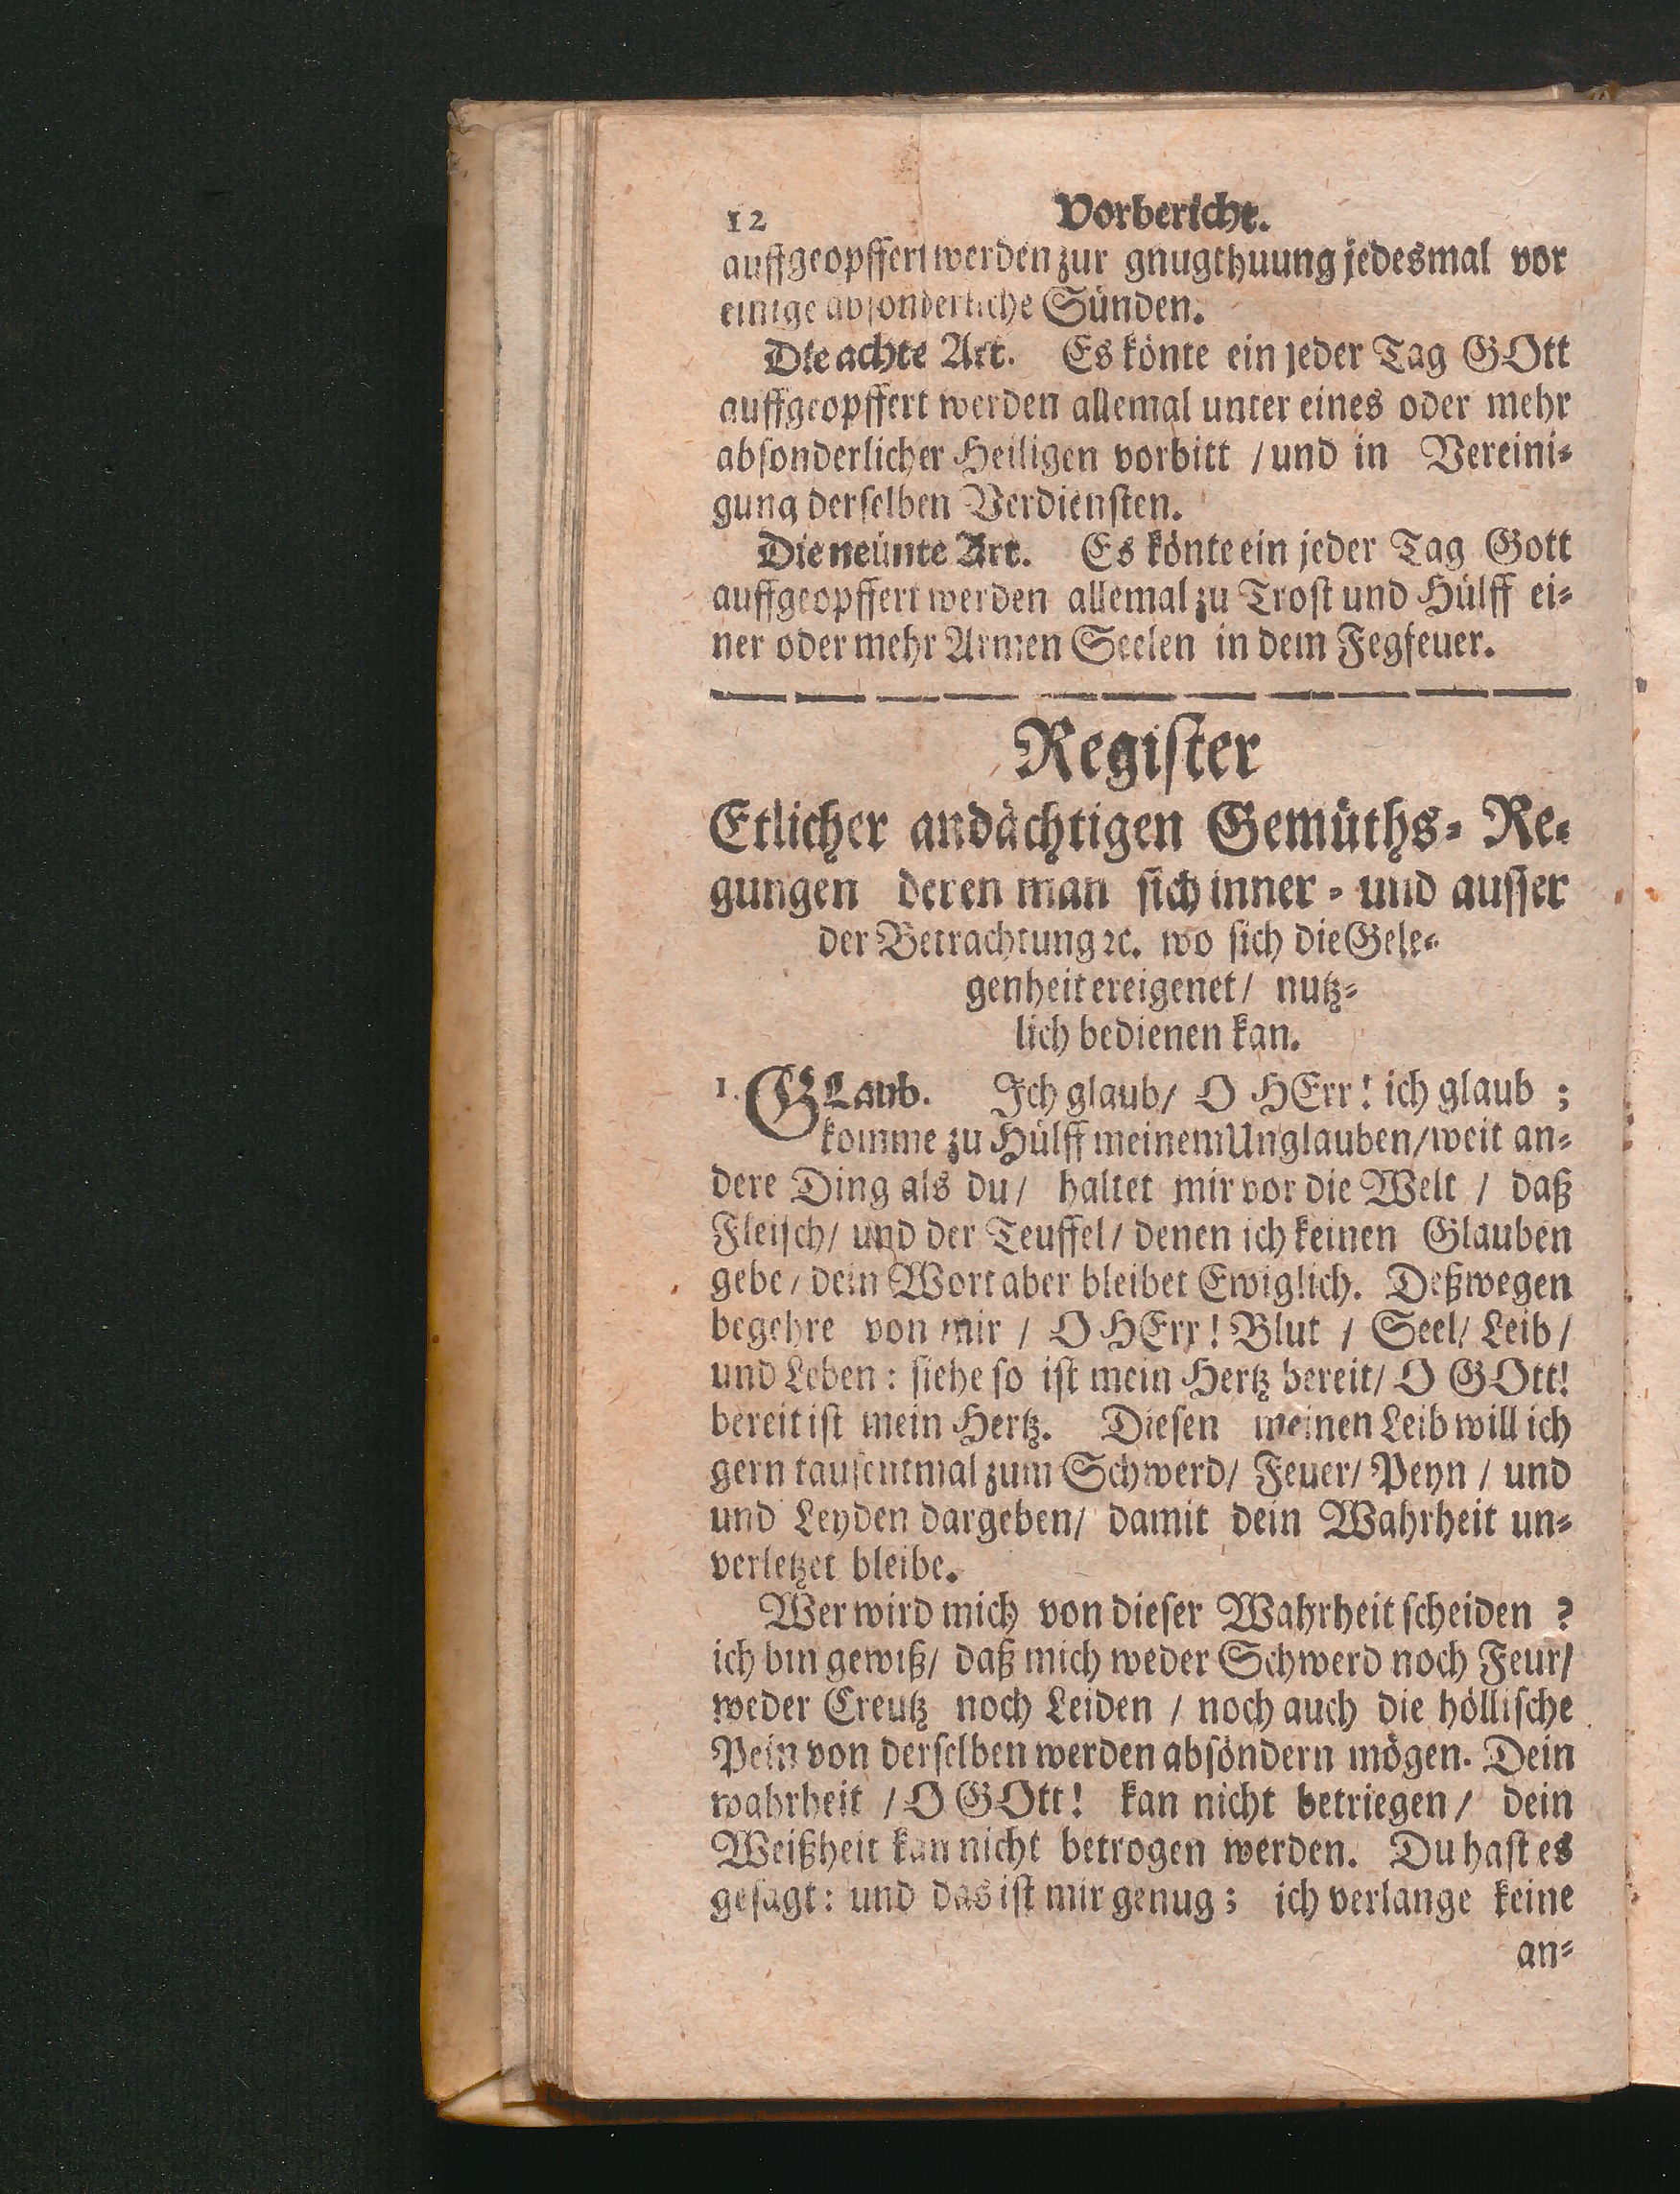 12 Vorbericht.
auffgeopffert werden zur gnugthuung jedesmal vor
einige absonderliche Sünden.
Die achte Art. Es könte ein jeder Tag GOtt
auffgeopffert werden allemal unter eines oder mehr
absonderlicher Heiligen vorbitt / und in Vereini⸗
gung derselben Verdiensten.
Die neünte Art. Es könte ein jeder Tag Gott
auffgeopffert werden allemal zu Trost und Hülff ei⸗
ner oder mehr Armen Seelen in dem Fegfeuer.
Register
Etlicher andächtigen Gemüths⸗ Re⸗
gungen deren man sich inner ⸗ und ausser
der Betrachtung ꝛc. wo sich die Gele⸗
genheit ereigenet / nutz⸗
lich bedienen kan.
1. GLaub. Ich glaub / O HErr! ich glaub ;
komme zu Hülff meinem Unglauben / weit an⸗
dere Ding als du / haltet mir vor die Welt / daß
Fleisch / und der Teuffel / denen ich keinen Glauben
gebe / dein Wort aber bleibet Ewiglich. Deßwegen
begehre von mir / O HErr! Blut / Seel / Leib /
und Leben : siehe so ist mein Hertz bereit / O GOtt!
bereit ist mein Hertz. Diesen meinen Leib will ich
gern tausentmal zum Schwerd / Feuer / Peyn / und
und Leyden dargeben / damit dein Wahrheit un⸗
verletzet bleibe.
Wer wird mich von dieser Wahrheit scheiden ?
ich bin gewiß / daß mich weder Schwerd noch Feur /
weder Creutz noch Leiden / noch auch die höllische
Pein von derselben werden absöndern mögen. Dein
wahrheit / O GOtt! kan nicht betriegen / dein
Weißheit kan nicht betrogen werden. Du hast es
gesagt : und das ist mir genug ; ich verlange keine
an⸗